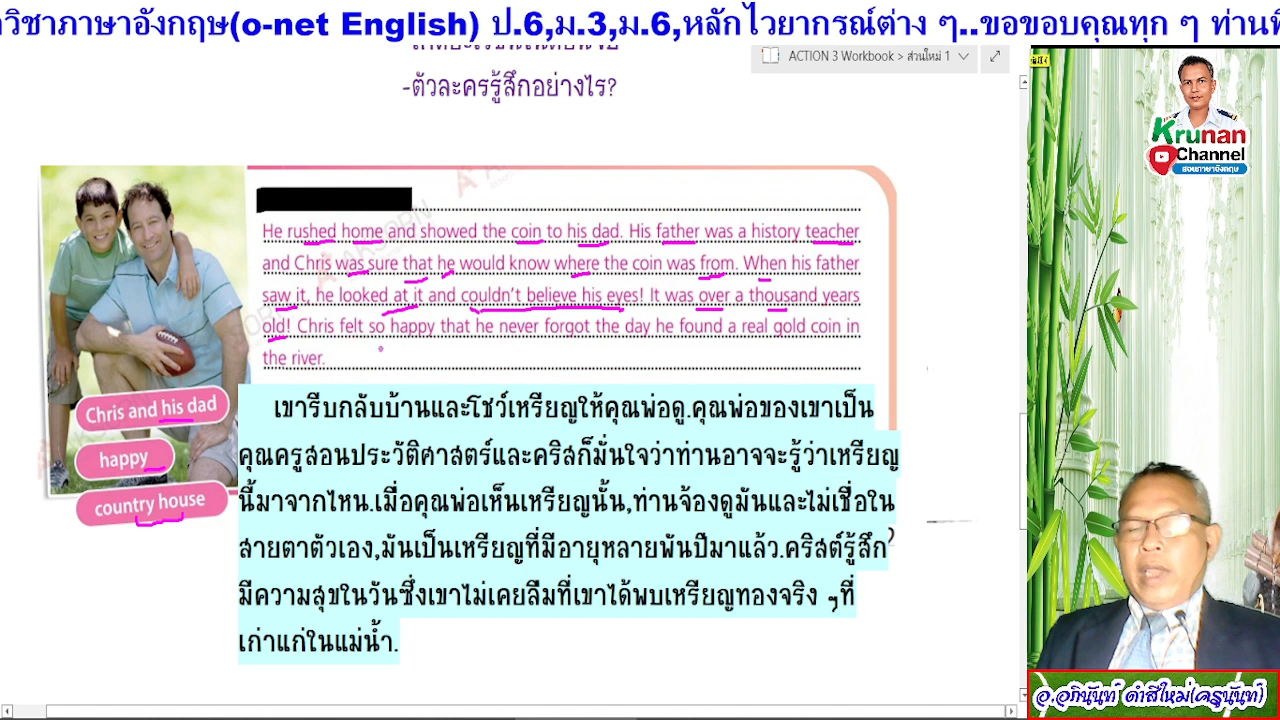 วิชาภาษาอังกฤษ(o-net English) ป.6,ม.3,ม.6,หลักไวยากรณ์ต่าง ๆ..ขอขอบคุณทุก ๆ ท่านที่
-ตัวละครรู้สึกอย่างไร?
ACTION 3 Workbook > ส่วนใหม่ 1
Krunan
Channel
สอนภาษาอังกฤษ
He rushed home and showed the coin to his dad. His father was a history teacher
and Chris was sure that he would know where the coin was from. When his father
saw it, he looked at it and couldn't believe his eyes! It was over a thousand years
old! Chris felt so happy that he never forgot the day he found a real gold coin in
the river.
Chris and his dad
happy
country house
เขารีบกลับบ้านและโชว์เหรียญให้คุณพ่อดู.คุณพ่อของเขาเป็น
คุณครูสอนประวัติศาสตร์และคริสก็มั่นใจว่าท่านอาจจะรู้ว่าเหรียญ
นี้มาจากไหน.เมื่อคุณพ่อเห็นเหรียญนั้น,ท่านจ้องดูมันและไม่เชื่อใน
สายตาตัวเอง,มันเป็นเหรียญที่มีอายุหลายพันปีมาแล้ว.คริสต์รู้สึก
มีความสุขในวันซึ่งเขาไม่เคยลืมที่เขาได้พบเหรียญทองจริง ๆที่
เก่าแก่ในแม่น้ำ.
อ.อภินันท์ ดำสีใหม่(ครูนันท์)